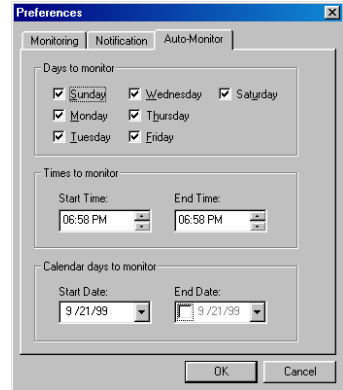 Preferences
Monitoring Notification Auto-Monitor
Days to monitor
Sunday Wednesday Saturday
Monday Thursday
Tuesday Friday
Times to monitor
Start Time: End Time:
06:58 PM 06:58 PM
Calendar days to monitor
Start Date: End Date:
9 /21/99 9 /21/99
OK Cancel